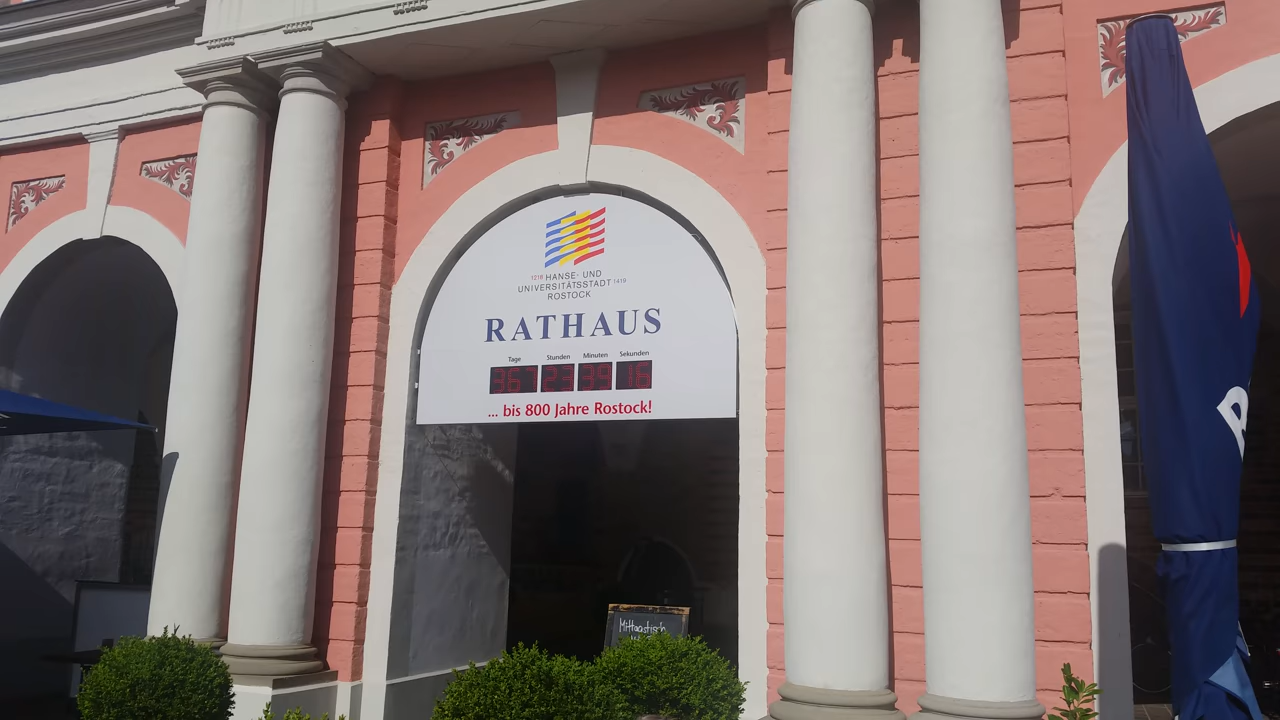 1218 HANSE- UND
UNIVERSITÄTSSTADT 1419
ROSTOCK
RATHAUS
Tage Stunden Minuten Sekunden
367 23 39 16
... bis 800 Jahre Rostock!
Mittagstisch